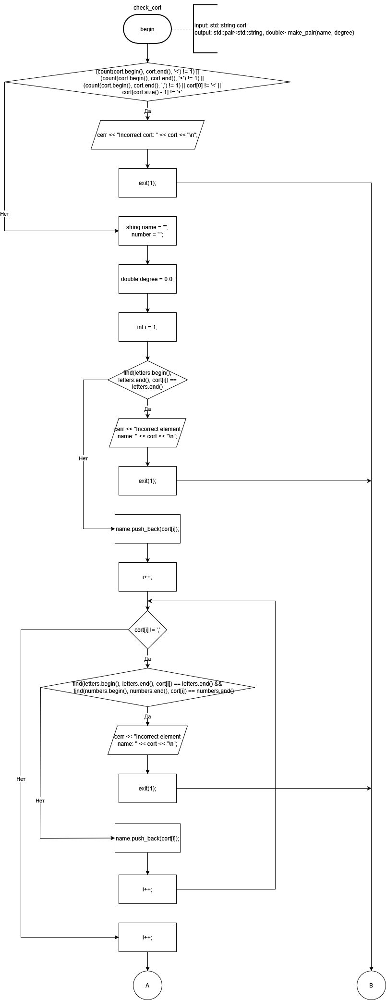 check_cort
begin
input: std::string cort
output: std::pair<std::string, double> make_pair(name, degree)
(count(cort.begin(), cort.end(), '<') != 1) ||
(count(cort.begin(), cort.end(), '>') != 1) ||
(count(cort.begin(), cort.end(), ',') != 1) || cort[0] != '<' ||
cort[cort.size() - 1] != '>'
Да
cerr << "Incorrect cort: " << cort << "\n";
exit(1);
Нет
string name = "",
number = "";
double degree = 0.0;
int i = 1;
find(letters.begin(),
letters.end(), cort[i]) ==
letters.end()
Да
cerr << "Incorrect element
name: " << cort << "\n";
Нет
exit(1);
name.push_back(cort[i]);
i++;
cort[i] != ','
Да
find(letters.begin(), letters.end(), cort[i]) == letters.end() &&
find(numbers.begin(), numbers.end(), cort[i]) == numbers.end()
Да
cerr << "Incorrect element
name: " << cort << "\n";
Нет
exit(1);
Нет
name.push_back(cort[i]);
i++;
i++;
A
B